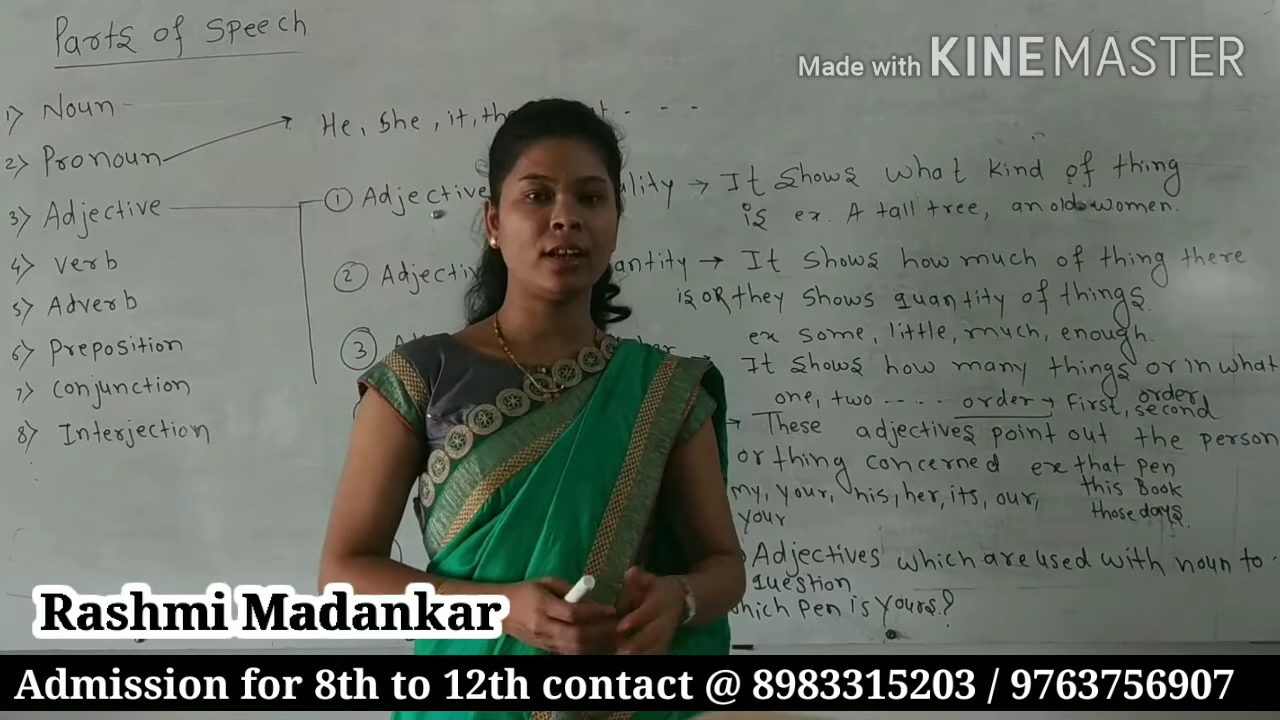 Parts of Speech
Made with KINEMASTER
1) Noun -
2) Pronoun
He, She, it, - - -
3) Adjective
① Adjective → It shows what kind of thing
is ex. A tall tree, an old women.
4) Verb
② → It shows how much of thing there
5) Adverb
is OR they shows quantity of things.
6) Preposition
ex some, little, much, enough.
③
It shows how many things or in what
order
7) Conjunction
one, two ---- order → First, second
8) Interjection
→ These adjectives point out the person
or thing concerned ex that pen
this Book
my, your, his, her, its, our,
those days.
your
Adjectives which are used with noun to
question
Pen is yours?
Rashmi Madankar
Admission for 8th to 12th contact @ 8983315203 / 9763756907